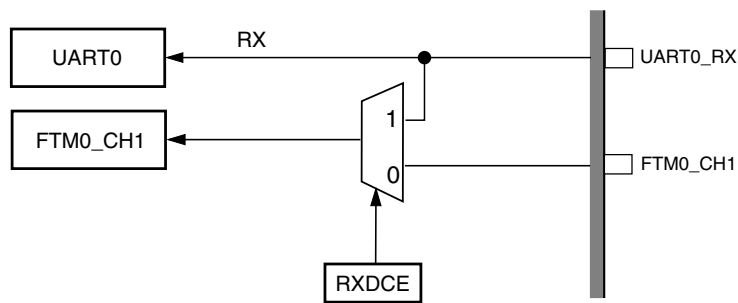 RX
UART0
UART0_RX
1
FTM0_CH1
0
FTM0_CH1
RXDCE